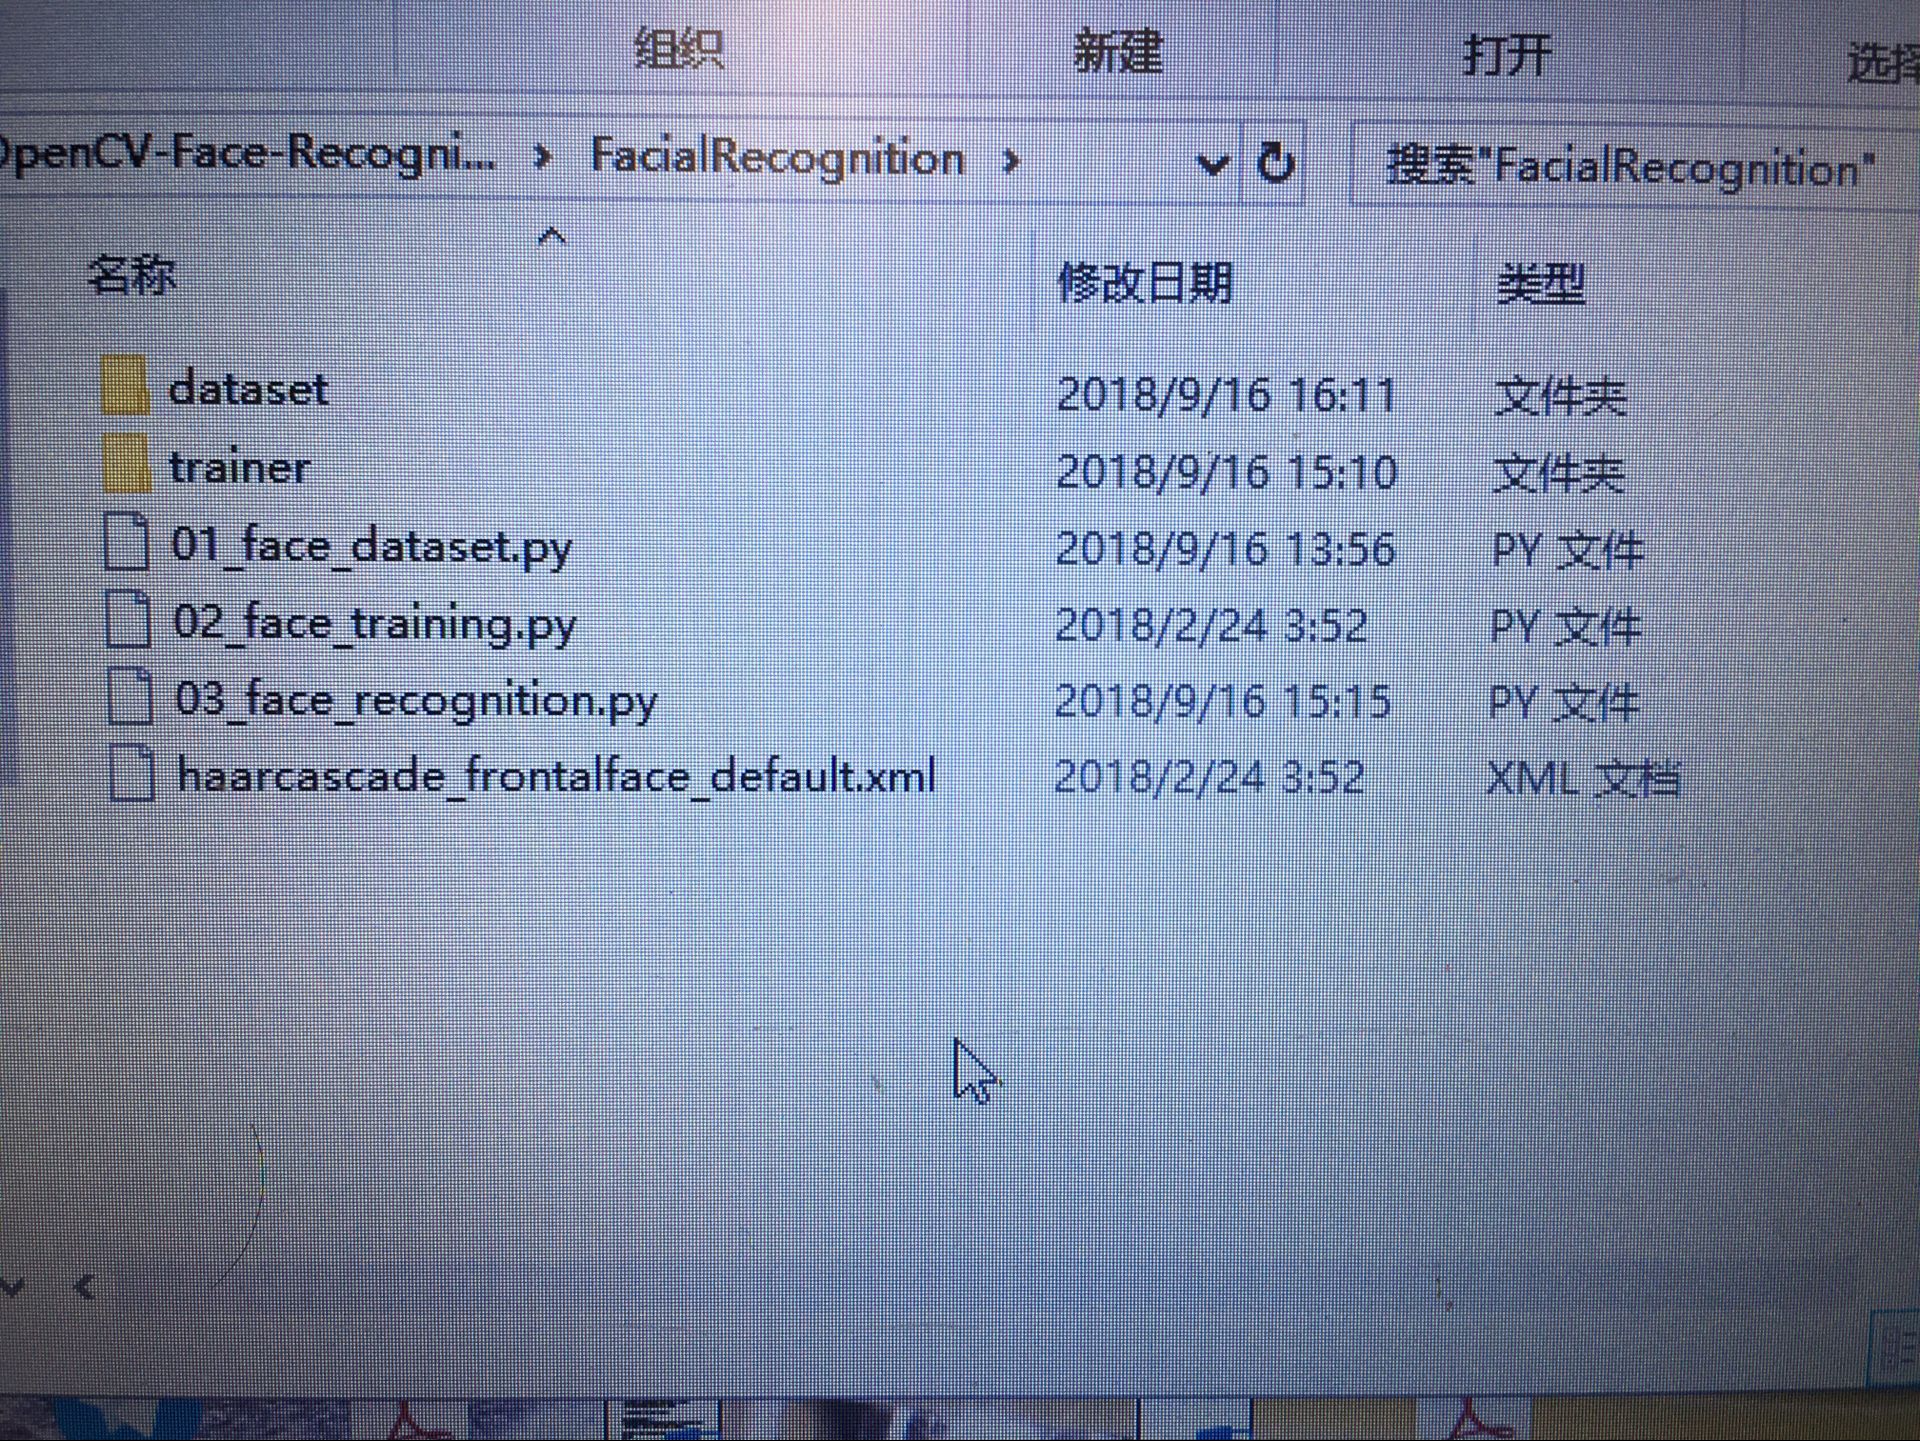 组织 新建 打开 选择
OpenCV-Face-Recogni... › FacialRecognition › 搜索"FacialRecognition"
名称 修改日期 类型
dataset 2018/9/16 16:11 文件夹
trainer 2018/9/16 15:10 文件夹
01_face_dataset.py 2018/9/16 13:56 PY 文件
02_face_training.py 2018/2/24 3:52 PY 文件
03_face_recognition.py 2018/9/16 15:15 PY 文件
haarcascade_frontalface_default.xml 2018/2/24 3:52 XML 文档